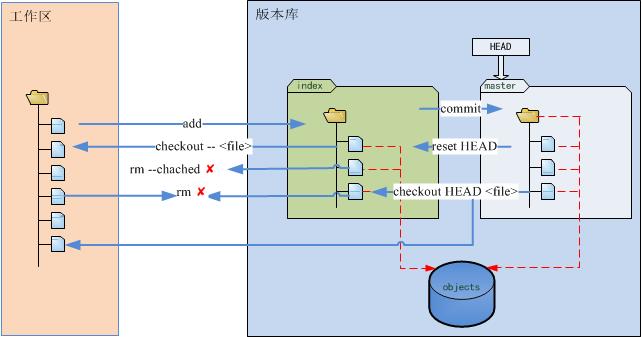 工作区
版本库
HEAD
index
master
add
commit
checkout -- <file>
reset HEAD
rm --chached ✘
rm ✘
checkout HEAD <file>
objects